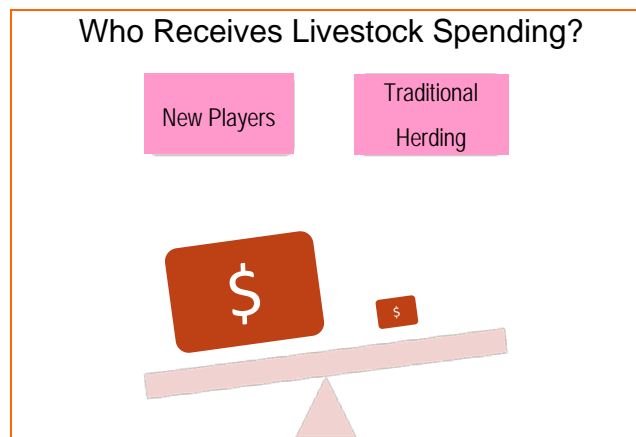 Who Receives Livestock Spending?
New Players
Traditional
Herding
$
$